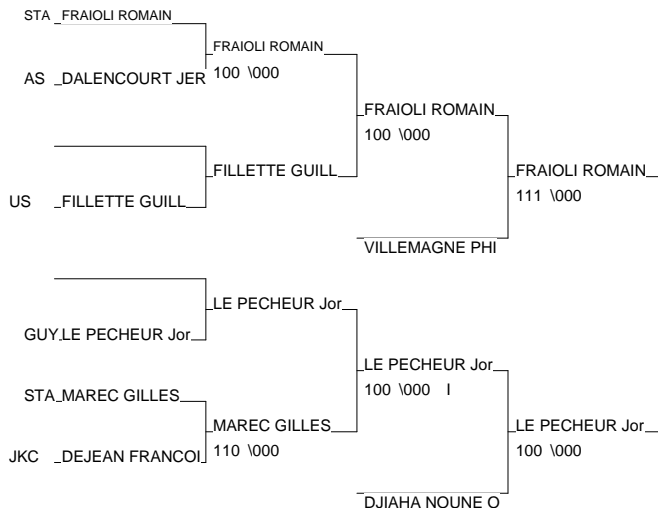 STA FRAIOLI ROMAIN
FRAIOLI ROMAIN
AS DALENCOURT JER
100 \000
FRAIOLI ROMAIN
100 \000
FILLETTE GUILL
FRAIOLI ROMAIN
111 \000
US FILLETTE GUILL
VILLEMAGNE PHI
LE PECHEUR Jor
GUY LE PECHEUR Jor
LE PECHEUR Jor
100 \000 I
STA MAREC GILLES
MAREC GILLES
110 \000
LE PECHEUR Jor
100 \000
JKC DEJEAN FRANCOI
DJIAHA NOUNE O